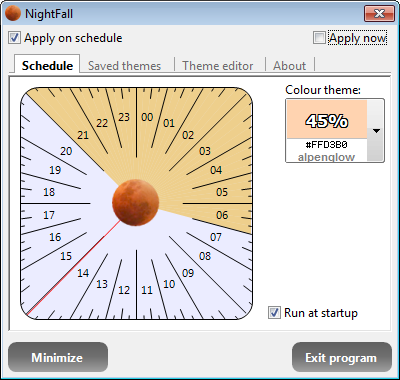 NightFall
Apply on schedule
Apply now
Schedule
Saved themes
Theme editor
About
Colour theme:
45%
#FFD3B0
alpenglow
00
01
02
03
04
05
06
07
08
09
10
11
12
13
14
15
16
17
18
19
20
21
22
23
Run at startup
Minimize
Exit program